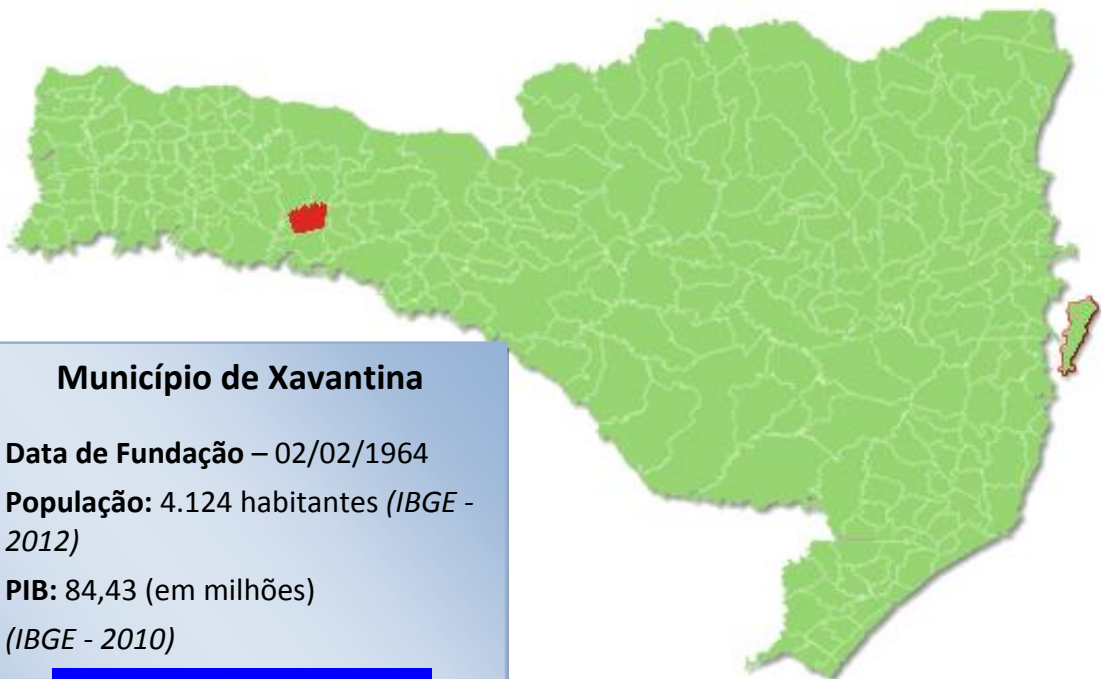 Município de Xavantina
Data de Fundação – 02/02/1964
População: 4.124 habitantes (IBGE -
2012)
PIB: 84,43 (em milhões)
(IBGE - 2010)